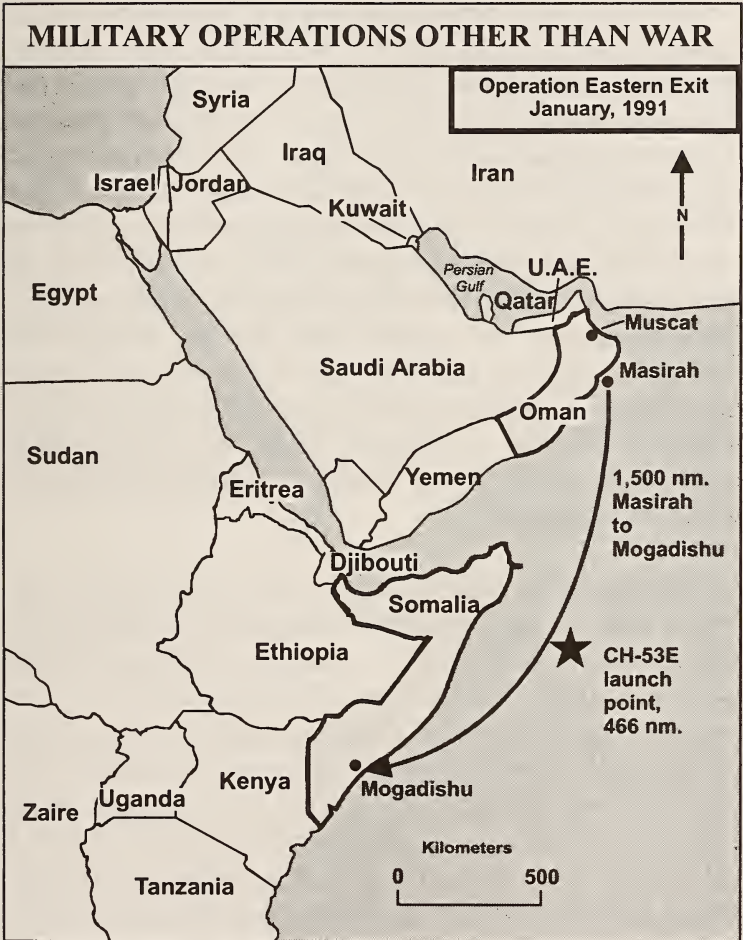 MILITARY OPERATIONS OTHER THAN WAR
Operation Eastern Exit
January, 1991
Syria
Iraq
Iran
Israel
Jordan
Kuwait
N
Persian
Gulf
U.A.E.
Qatar
Egypt
Muscat
Saudi Arabia
Masirah
Oman
Sudan
Yemen
Eritrea
1,500 nm.
Masirah
to
Mogadishu
Djibouti
Somalia
Ethiopia
CH-53E
launch
point,
466 nm.
Kenya
Mogadishu
Uganda
Zaire
Kilometers
0 500
Tanzania